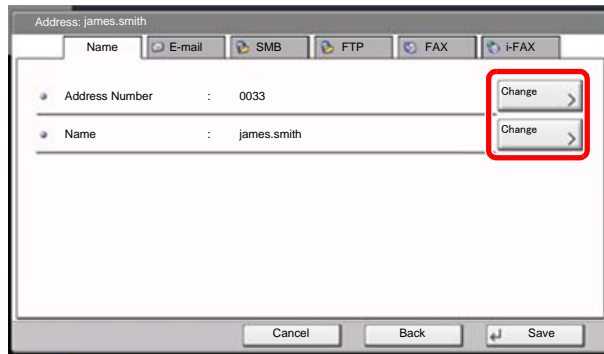 Address: james.smith
Name E-mail SMB FTP FAX i-FAX
Address Number : 0033 Change
Name : james.smith Change
Cancel Back Save